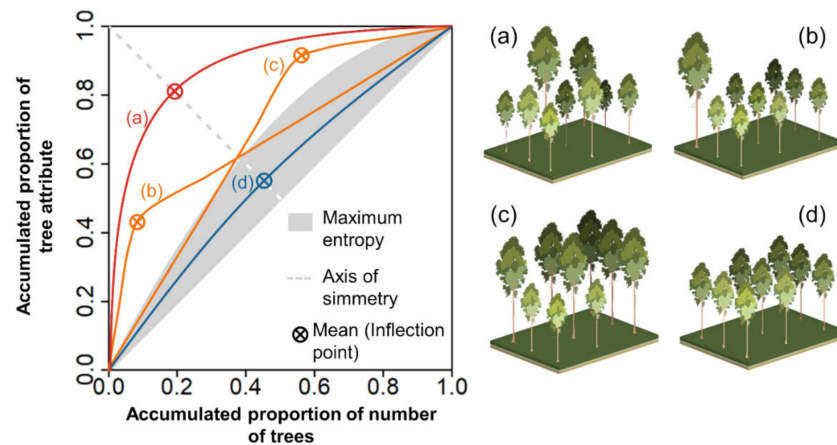 Accumulated proportion of
tree attribute
1.0
0.8
0.6
0.4
0.2
0.0
(a)
(b)
(c)
(d)
Maximum
entropy
Axis of
simmetry
Mean (Inflection
point)
0.0 0.2 0.4 0.6 0.8 1.0
Accumulated proportion of number
of trees
(a)
(b)
(c)
(d)